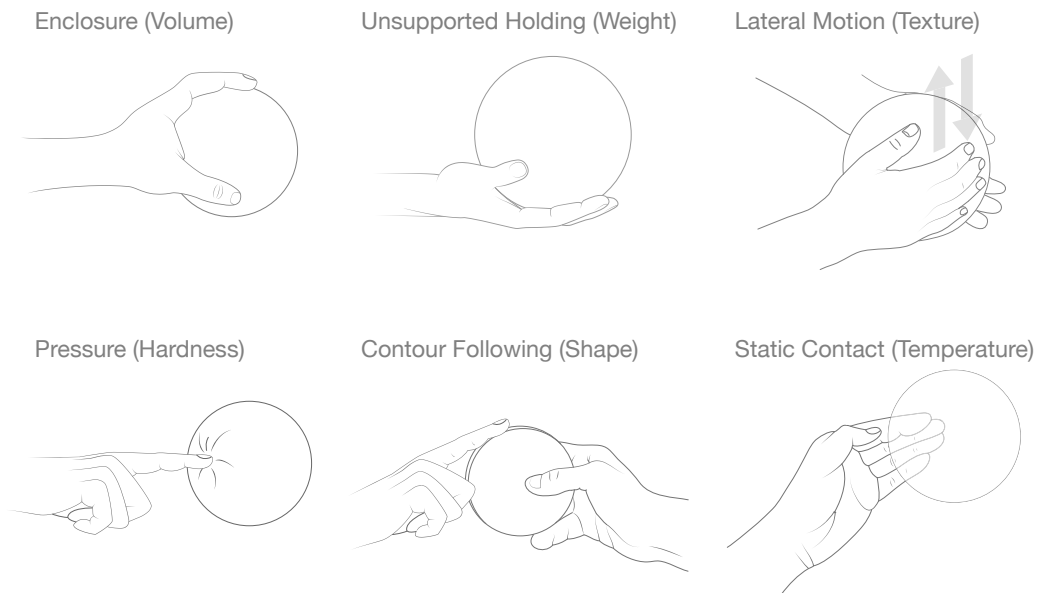 Enclosure (Volume)
Unsupported Holding (Weight)
Lateral Motion (Texture)
Pressure (Hardness)
Contour Following (Shape)
Static Contact (Temperature)